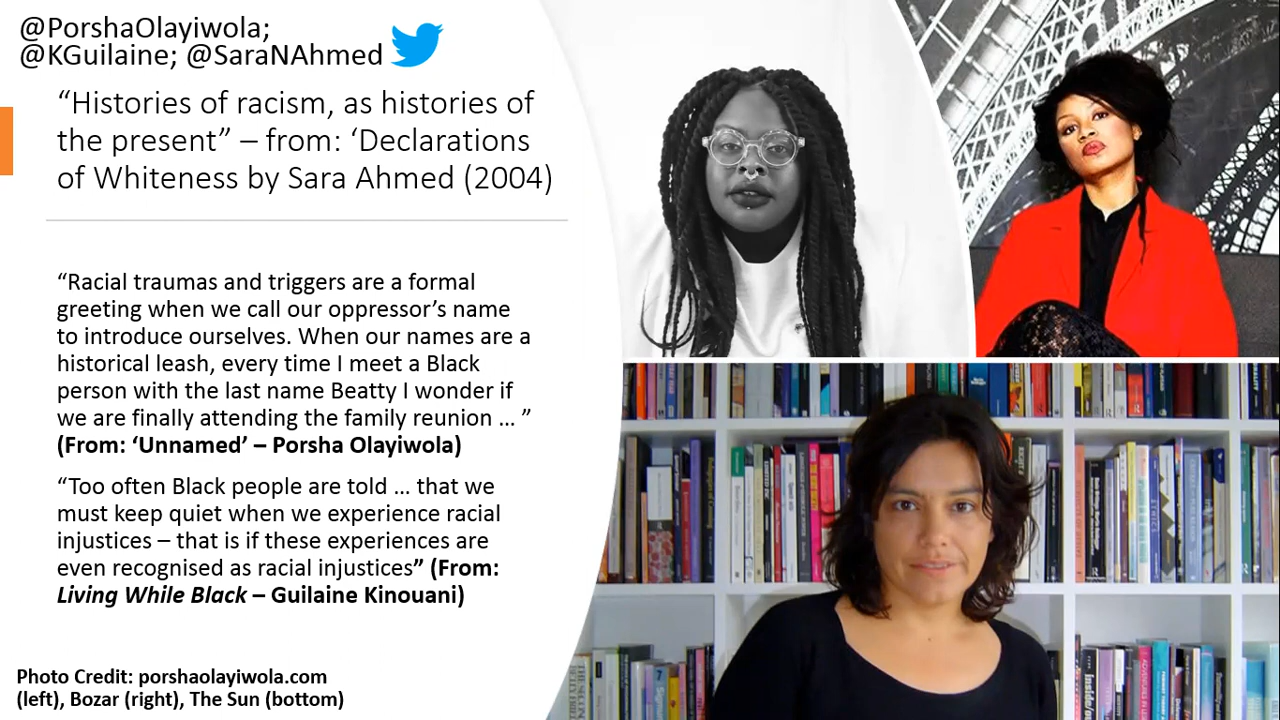 @PorshaOlayiwola;
@KGuilaine; @SaraNAhmed
“Histories of racism, as histories of
the present” – from: ‘Declarations
of Whiteness by Sara Ahmed (2004)
“Racial traumas and triggers are a formal
greeting when we call our oppressor’s name
to introduce ourselves. When our names are a
historical leash, every time I meet a Black
person with the last name Beatty I wonder if
we are finally attending the family reunion … ”
(From: ‘Unnamed’ – Porsha Olayiwola)
“Too often Black people are told … that we
must keep quiet when we experience racial
injustices – that is if these experiences are
even recognised as racial injustices” (From:
Living While Black – Guilaine Kinouani)
Photo Credit: porshaolayiwola.com
(left), Bozar (right), The Sun (bottom)